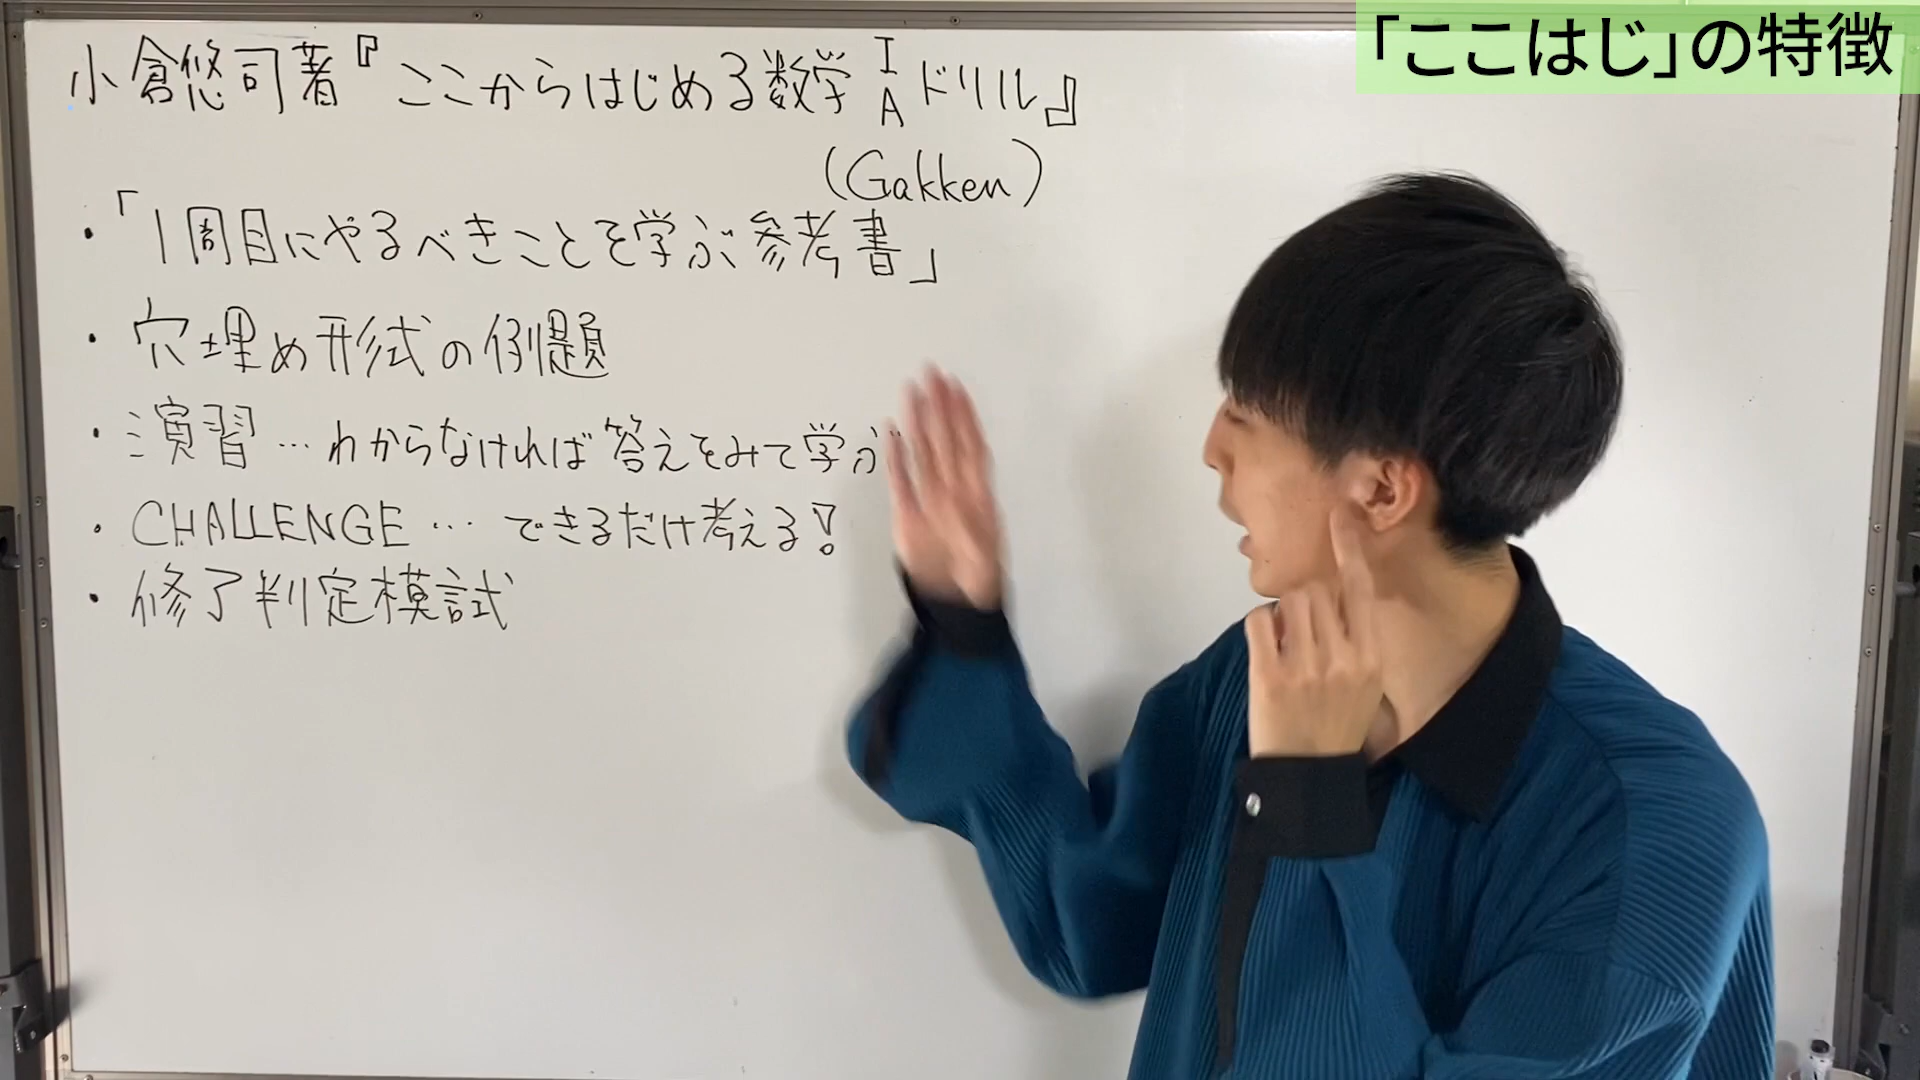 「ここはじ」の特徴
小倉悠司著『ここからはじめる数学ⅠAドリル』
(Gakken)
・「1周目にやるべきことを学ぶ参考書」
・穴埋め形式の例題
・演習…わからなければ答えをみて学ぶ
・CHALLENGE…できるだけ考える!
・修了判定模試